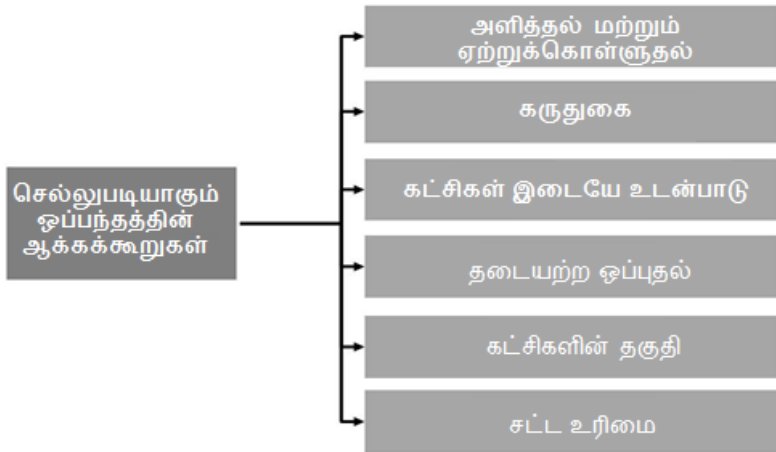 செல்லுபடியாகும்
ஒப்பந்தத்தின்
ஆக்கக்கூறுகள்
அளித்தல் மற்றும்
ஏற்றுக்கொள்ளுதல்
கருதுகை
கட்சிகள் இடையே உடன்பாடு
தடையற்ற ஒப்புதல்
கட்சிகளின் தகுதி
சட்ட உரிமை